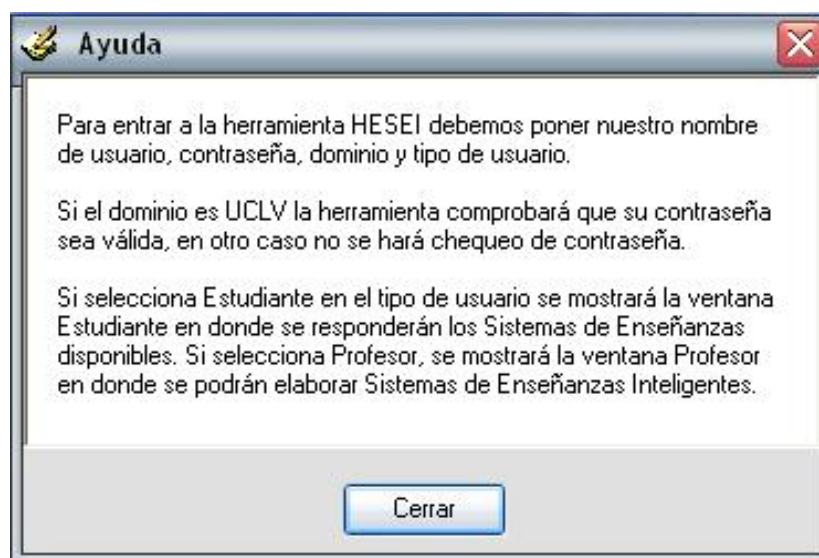 Ayuda
Para entrar a la herramienta HESEI debemos poner nuestro nombre
de usuario, contraseña, dominio y tipo de usuario.
Si el dominio es UCLV la herramienta comprobará que su contraseña
sea válida, en otro caso no se hará chequeo de contraseña.
Si selecciona Estudiante en el tipo de usuario se mostrará la ventana
Estudiante en donde se responderán los Sistemas de Enseñanzas
disponibles. Si selecciona Profesor, se mostrará la ventana Profesor
en donde se podrán elaborar Sistemas de Enseñanzas Inteligentes.
Cerrar